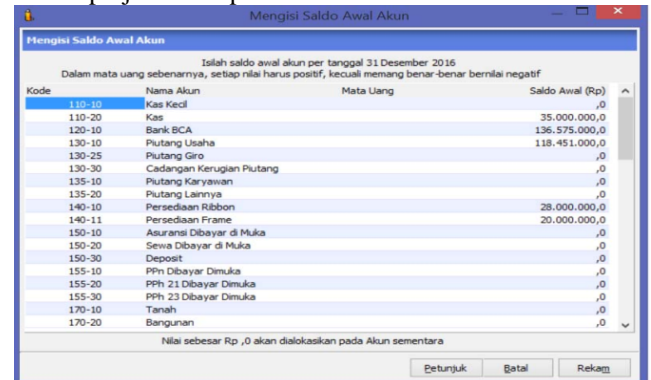 Mengisi Saldo Awal Akun
Mengisi Saldo Awal Akun
Isilah saldo awal akun per tanggal 31 Desember 2016
Dalam mata uang sebenarnya, setiap nilai harus positif, kecuali memang benar-benar bernilai negatif
Kode Nama Akun Mata Uang Saldo Awal (Rp)
110-10 Kas Kecil ,0
110-20 Kas 35.000.000,0
120-10 Bank BCA 136.575.000,0
130-10 Piutang Usaha 118.451.000,0
130-25 Piutang Giro ,0
130-30 Cadangan Kerugian Piutang ,0
135-10 Piutang Karyawan ,0
135-20 Piutang Lainnya ,0
140-10 Persediaan Ribbon 28.000.000,0
140-11 Persediaan Frame 20.000.000,0
150-10 Asuransi Dibayar di Muka ,0
150-20 Sewa Dibayar di Muka ,0
150-30 Deposit ,0
155-10 PPn Dibayar Dimuka ,0
155-20 PPh 21 Dibayar Dimuka ,0
155-30 PPh 23 Dibayar Dimuka ,0
170-10 Tanah ,0
170-20 Bangunan ,0
Nilai sebesar Rp ,0 akan dialokasikan pada Akun sementara
Petunjuk Batal Rekam